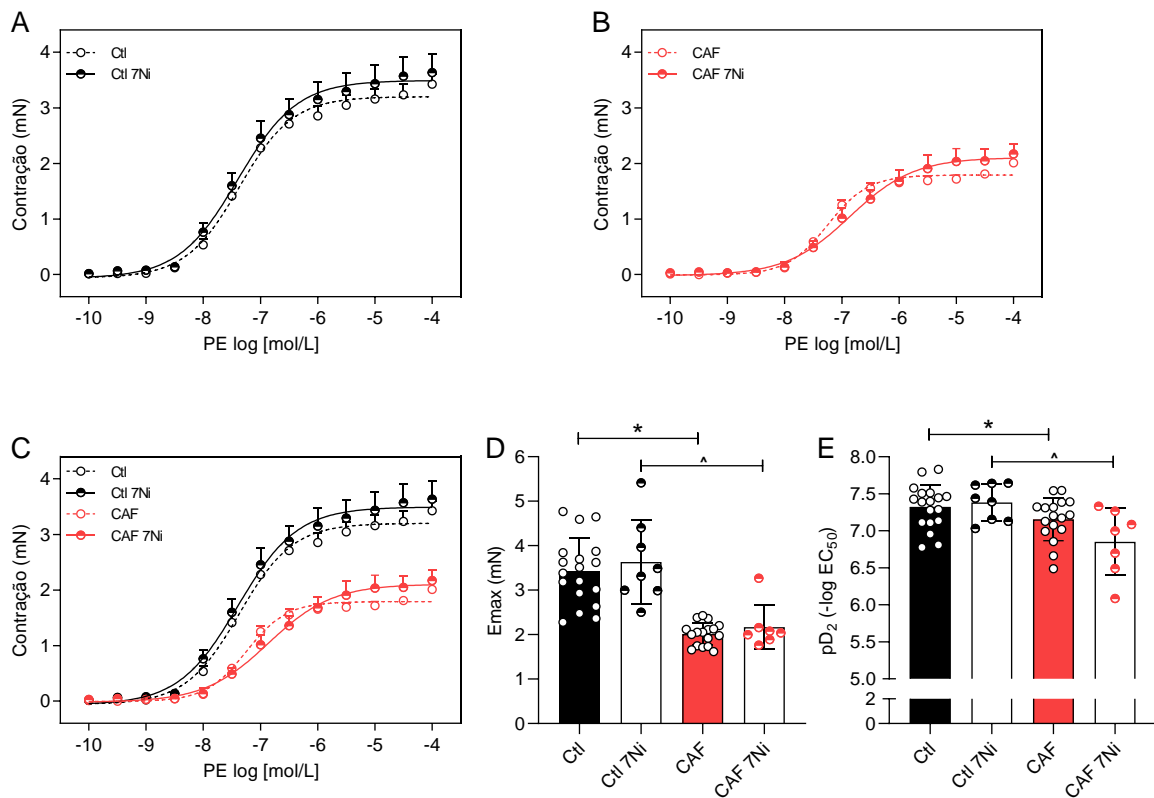 A
Ctl
Ctl 7Ni
Contração (mN)
4
3
2
1
0
-10 -9 -8 -7 -6 -5 -4
PE log [mol/L]
B
CAF
CAF 7Ni
Contração (mN)
4
3
2
1
0
-10 -9 -8 -7 -6 -5 -4
PE log [mol/L]
C
Ctl
Ctl 7Ni
CAF
CAF 7Ni
Contração (mN)
4
3
2
1
0
-10 -9 -8 -7 -6 -5 -4
PE log [mol/L]
D
*
^
Emax (mN)
6
5
4
3
2
1
0
Ctl Ctl 7Ni CAF CAF 7Ni
E
*
^
pD₂ (-log EC₅₀)
8.0
7.5
7.0
6.5
6.0
5.5
5.0
2
0
Ctl Ctl 7Ni CAF CAF 7Ni